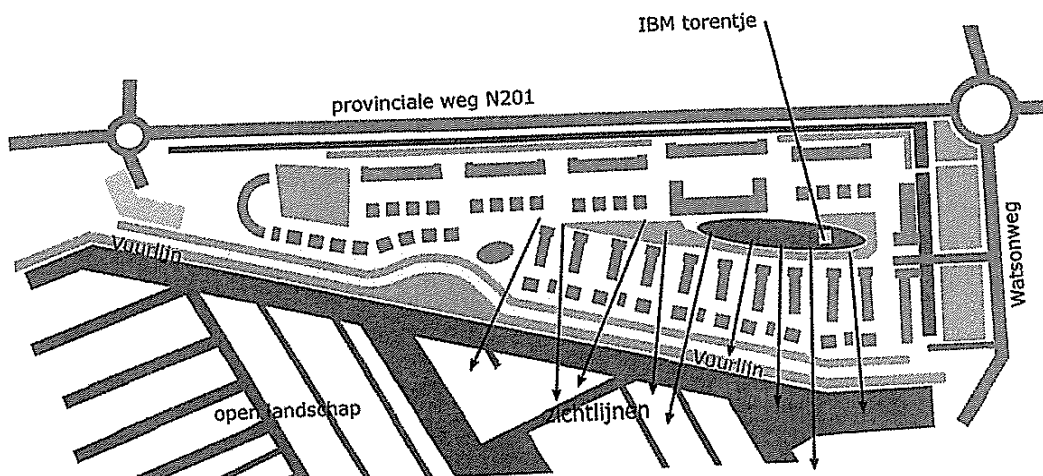 IBM torentje
provinciale weg N201
Vuurlijn
Watsonweg
Vuurlijn
open landschap
zichtlijnen